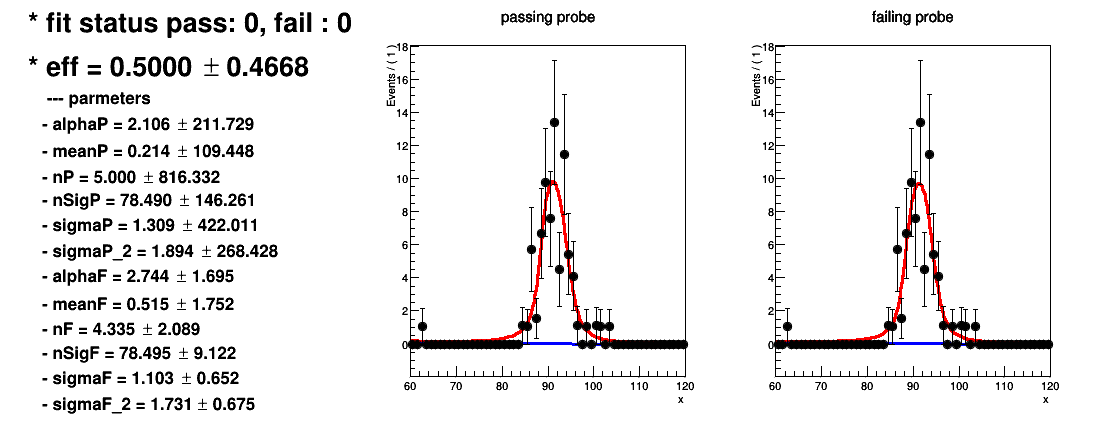 * fit status pass: 0, fail : 0
* eff = 0.5000 ± 0.4668
--- parmeters
- alphaP = 2.106 ± 211.729
- meanP = 0.214 ± 109.448
- nP = 5.000 ± 816.332
- nSigP = 78.490 ± 146.261
- sigmaP = 1.309 ± 422.011
- sigmaP_2 = 1.894 ± 268.428
- alphaF = 2.744 ± 1.695
- meanF = 0.515 ± 1.752
- nF = 4.335 ± 2.089
- nSigF = 78.495 ± 9.122
- sigmaF = 1.103 ± 0.652
- sigmaF_2 = 1.731 ± 0.675
passing probe
Events / ( 1 )
18
16
14
12
10
8
6
4
2
0
60 70 80 90 100 110 120
x
failing probe
Events / ( 1 )
18
16
14
12
10
8
6
4
2
0
60 70 80 90 100 110 120
x